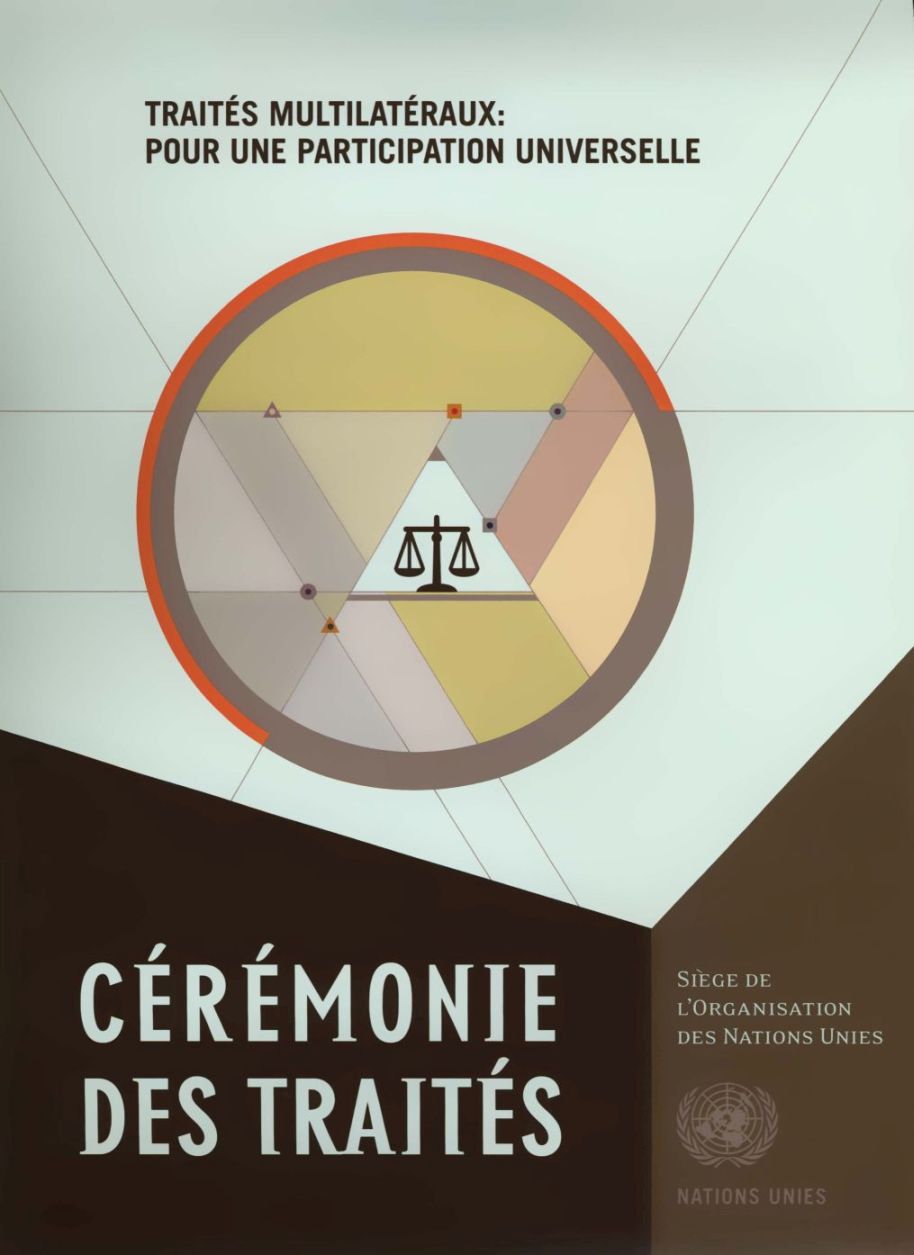 TRAITÉS MULTILATÉRAUX:
POUR UNE PARTICIPATION UNIVERSELLE
CÉRÉMONIE
DES TRAITÉS
SIÈGE DE
L'ORGANISATION
DES NATIONS UNIES
NATIONS UNIES